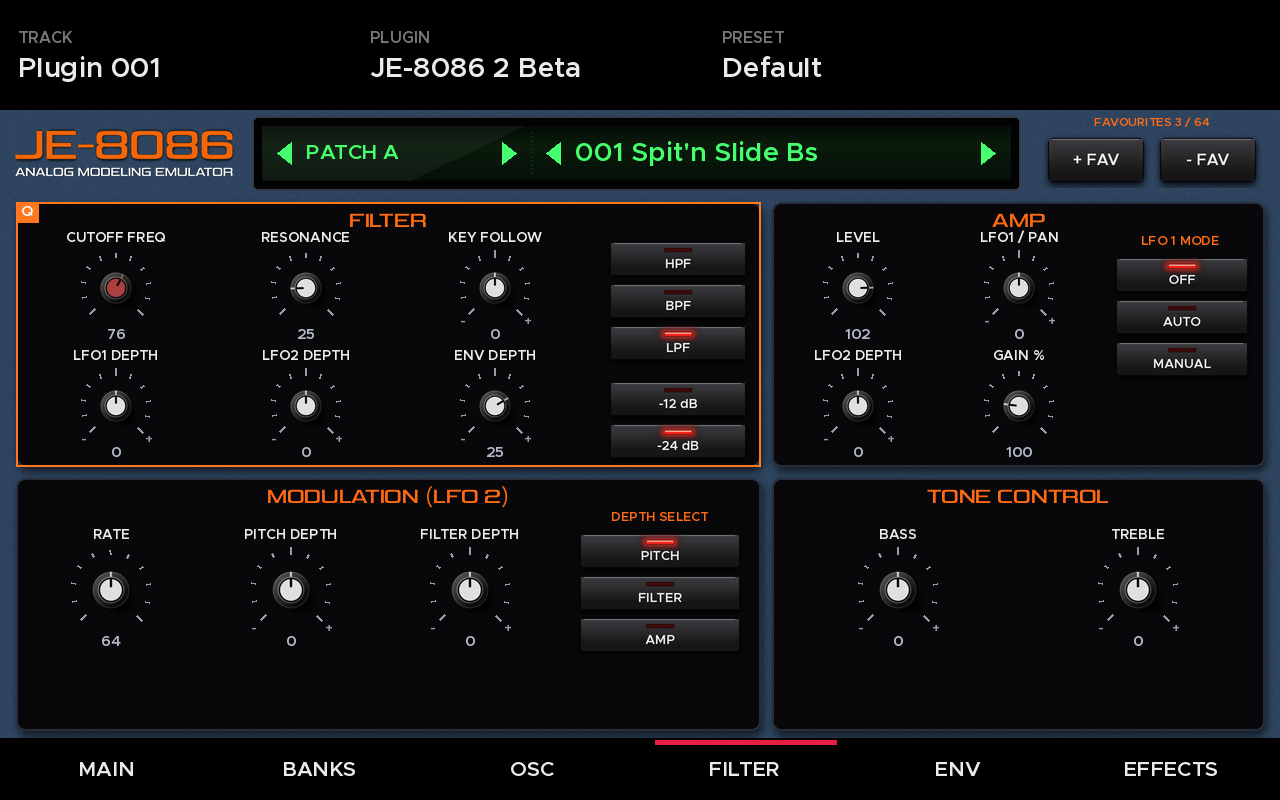 TRACK
Plugin 001
PLUGIN
JE-8086 2 Beta
PRESET
Default
JE-8086
ANALOG MODELING EMULATOR
PATCH A
001 Spit'n Slide Bs
FAVOURITES 3 / 64
+ FAV
- FAV
Q
FILTER
CUTOFF FREQ
RESONANCE
KEY FOLLOW
76
25
- 0 +
LFO1 DEPTH
LFO2 DEPTH
ENV DEPTH
- 0 +
- 0 +
- 25 +
HPF
BPF
LPF
-12 dB
-24 dB
AMP
LEVEL
LFO1 / PAN
102
- 0 +
LFO2 DEPTH
GAIN %
- 0 +
100
LFO 1 MODE
OFF
AUTO
MANUAL
MODULATION (LFO 2)
RATE
PITCH DEPTH
FILTER DEPTH
64
- 0 +
- 0 +
DEPTH SELECT
PITCH
FILTER
AMP
TONE CONTROL
BASS
TREBLE
- 0 +
- 0 +
MAIN
BANKS
OSC
FILTER
ENV
EFFECTS